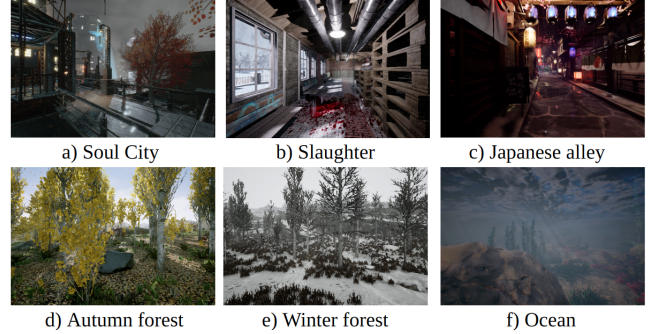 a) Soul City
b) Slaughter
c) Japanese alley
d) Autumn forest
e) Winter forest
f) Ocean